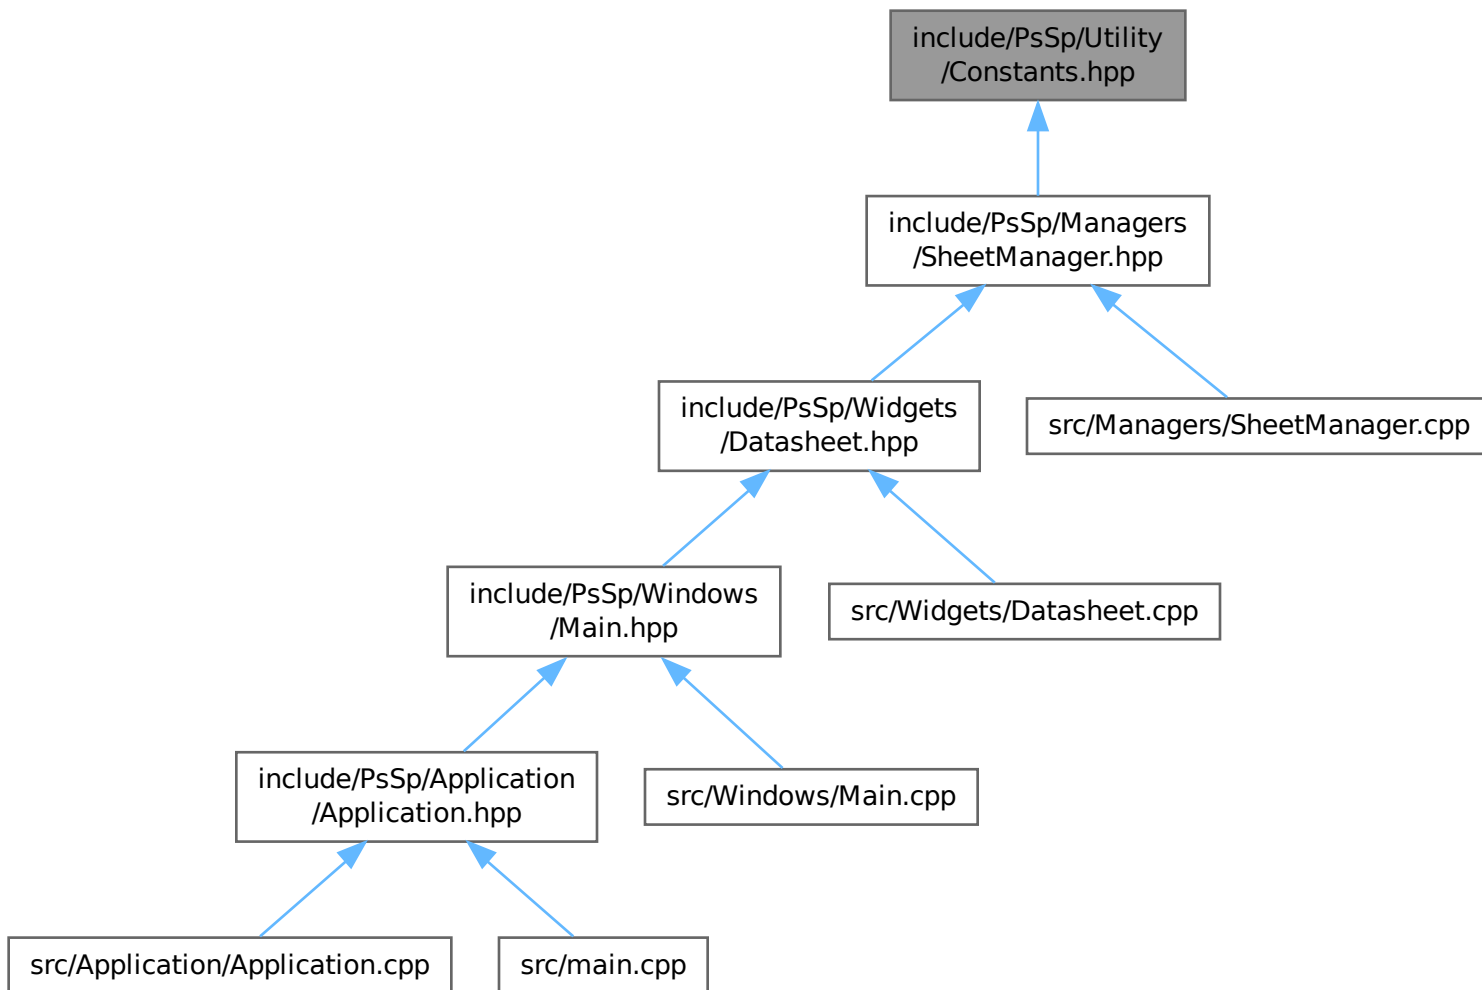 include/PsSp/Utility
/Constants.hpp
include/PsSp/Managers
/SheetManager.hpp
include/PsSp/Widgets
/Datasheet.hpp
src/Managers/SheetManager.cpp
include/PsSp/Windows
/Main.hpp
src/Widgets/Datasheet.cpp
include/PsSp/Application
/Application.hpp
src/Windows/Main.cpp
src/Application/Application.cpp
src/main.cpp